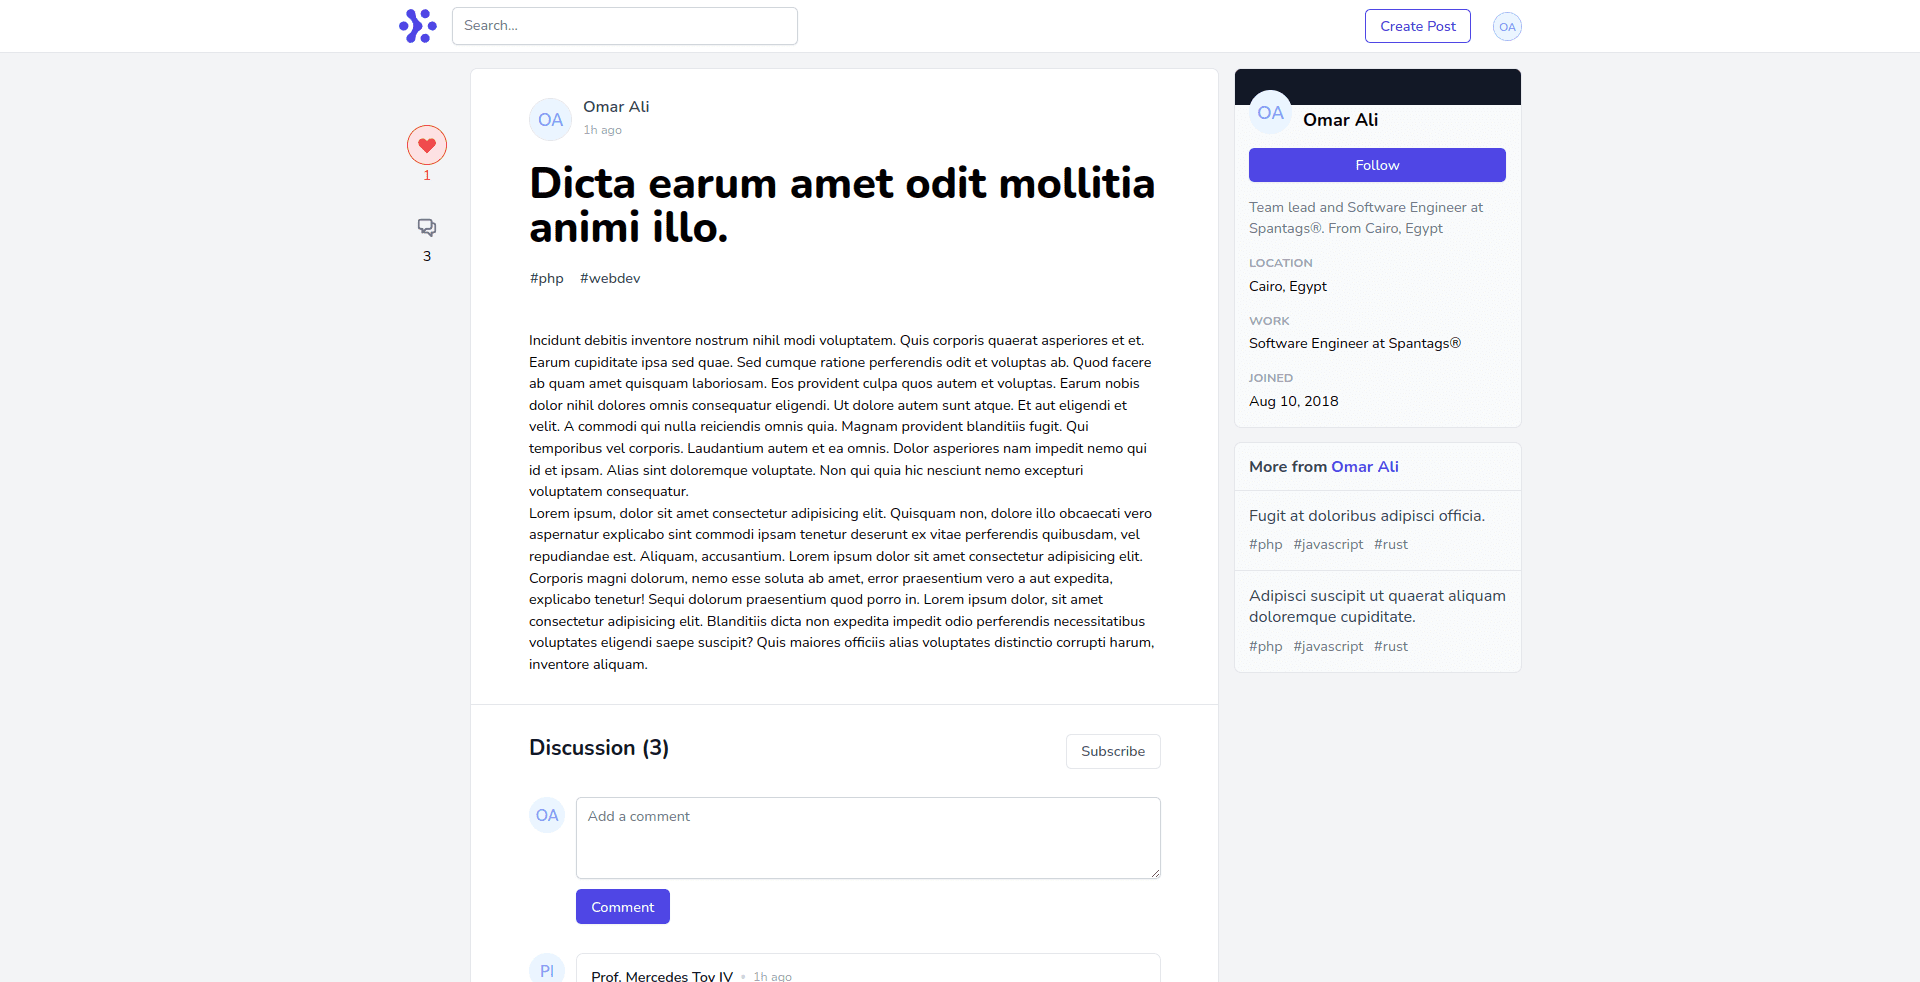 Search...
Create Post
OA
OA
Omar Ali
1h ago
1
3
Dicta earum amet odit mollitia
animi illo.
#php #webdev
Incidunt debitis inventore nostrum nihil modi voluptatem. Quis corporis quaerat asperiores et et.
Earum cupiditate ipsa sed quae. Sed cumque ratione perferendis odit et voluptas ab. Quod facere
ab quam amet quisquam laboriosam. Eos provident culpa quos autem et voluptas. Earum nobis
dolor nihil dolores omnis consequatur eligendi. Ut dolore autem sunt atque. Et aut eligendi et
velit. A commodi qui nulla reiciendis omnis quia. Magnam provident blanditiis fugit. Qui
temporibus vel corporis. Laudantium autem et ea omnis. Dolor asperiores nam impedit nemo qui
id et ipsam. Alias sint doloremque voluptate. Non qui quia hic nesciunt nemo excepturi
voluptatem consequatur.
Lorem ipsum, dolor sit amet consectetur adipisicing elit. Quisquam non, dolore illo obcaecati vero
aspernatur explicabo sint commodi ipsam tenetur deserunt ex vitae perferendis quibusdam, vel
repudiandae est. Aliquam, accusantium. Lorem ipsum dolor sit amet consectetur adipisicing elit.
Corporis magni dolorum, nemo esse soluta ab amet, error praesentium vero a aut expedita,
explicabo tenetur! Sequi dolorum praesentium quod porro in. Lorem ipsum dolor, sit amet
consectetur adipisicing elit. Blanditiis dicta non expedita impedit odio perferendis necessitatibus
voluptates eligendi saepe suscipit? Quis maiores officiis alias voluptates distinctio corrupti harum,
inventore aliquam.
Discussion (3)
Subscribe
OA
Add a comment
Comment
PI
Prof. Mercedes Toy IV • 1h ago
OA
Omar Ali
Follow
Team lead and Software Engineer at
Spantags®. From Cairo, Egypt
LOCATION
Cairo, Egypt
WORK
Software Engineer at Spantags®
JOINED
Aug 10, 2018
More from Omar Ali
Fugit at doloribus adipisci officia.
#php #javascript #rust
Adipisci suscipit ut quaerat aliquam
doloremque cupiditate.
#php #javascript #rust